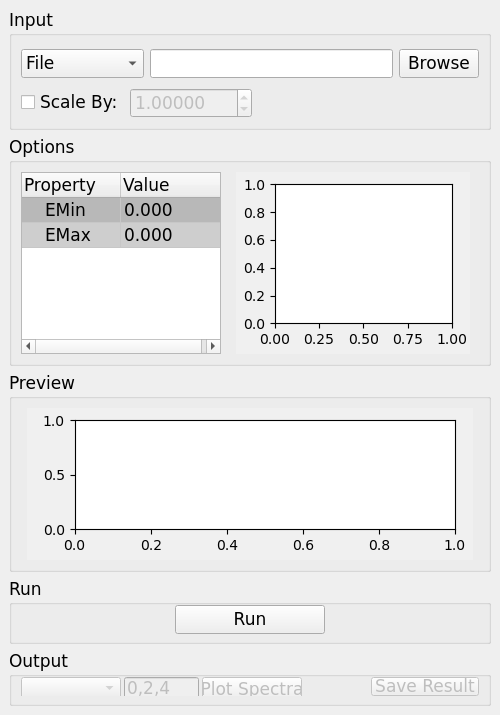 Input
File Browse
Scale By: 1.00000
Options
Property Value
EMin 0.000
EMax 0.000
1.0
0.8
0.6
0.4
0.2
0.0
0.00 0.25 0.50 0.75 1.00
Preview
1.0
0.5
0.0
0.0 0.2 0.4 0.6 0.8 1.0
Run
Run
Output
0,2,4 Plot Spectra Save Result